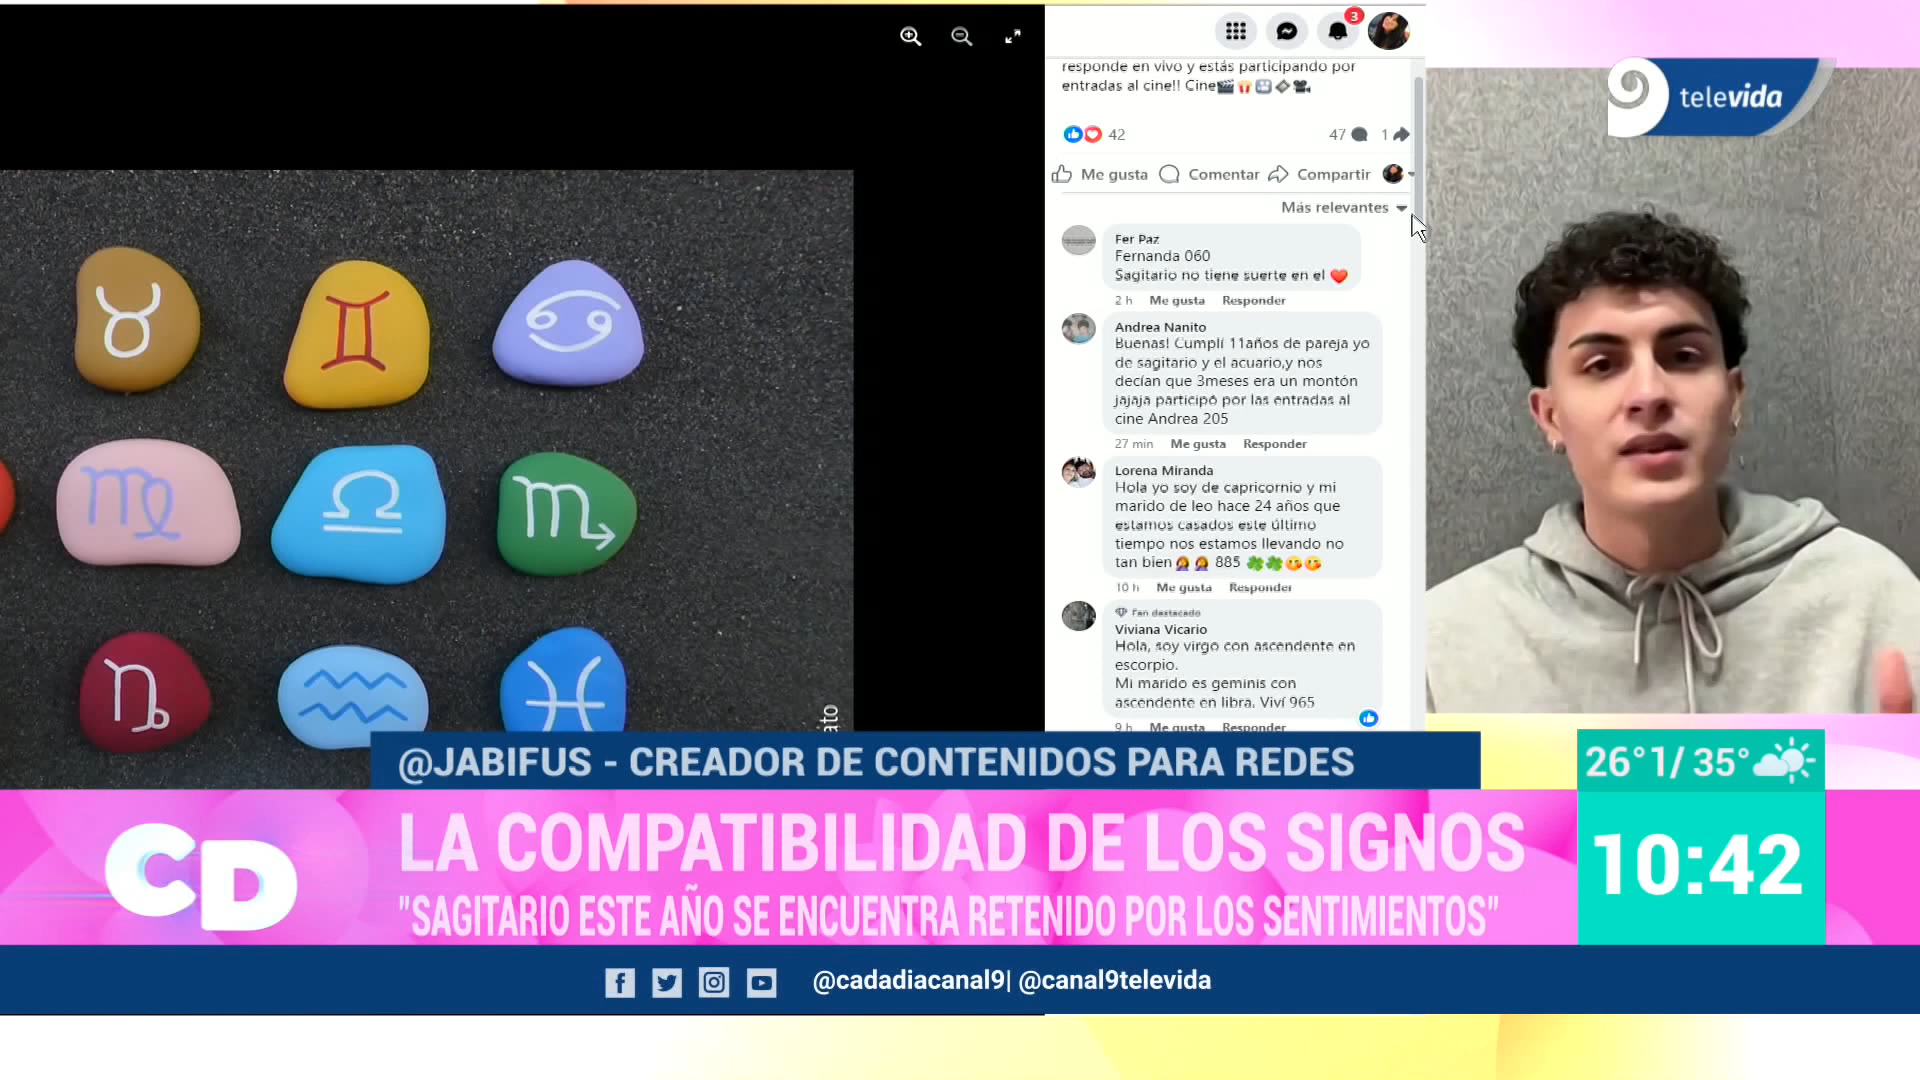 3
responde en vivo y estás participando por
entradas al cine!! Cine🎬🍿🎦🎟️🎥
42
47
1
Me gusta
Comentar
Compartir
Más relevantes
Fer Paz
Fernanda 060
Sagitario no tiene suerte en el ❤️
2 h Me gusta Responder
Andrea Nanito
Buenas! Cumplí 11años de pareja yo
de sagitario y el acuario,y nos
decían que 3meses era un montón
jajaja participó por las entradas al
cine Andrea 205
27 min Me gusta Responder
Lorena Miranda
Hola yo soy de capricornio y mi
marido de leo hace 24 años que
estamos casados este último
tiempo nos estamos llevando no
tan bien🤦‍♀️🤦‍♀️ 885 🍀🍀😘😘
10 h Me gusta Responder
Fan destacado
Viviana Vicario
Hola, soy virgo con ascendente en
escorpio.
Mi marido es geminis con
ascendente en libra. Viví 965
9 h Me gusta Responder
9 televida
@JABIFUS - CREADOR DE CONTENIDOS PARA REDES
26°1/ 35°
CD
LA COMPATIBILIDAD DE LOS SIGNOS
"SAGITARIO ESTE AÑO SE ENCUENTRA RETENIDO POR LOS SENTIMIENTOS"
10:42
@cadadiacanal9| @canal9televida